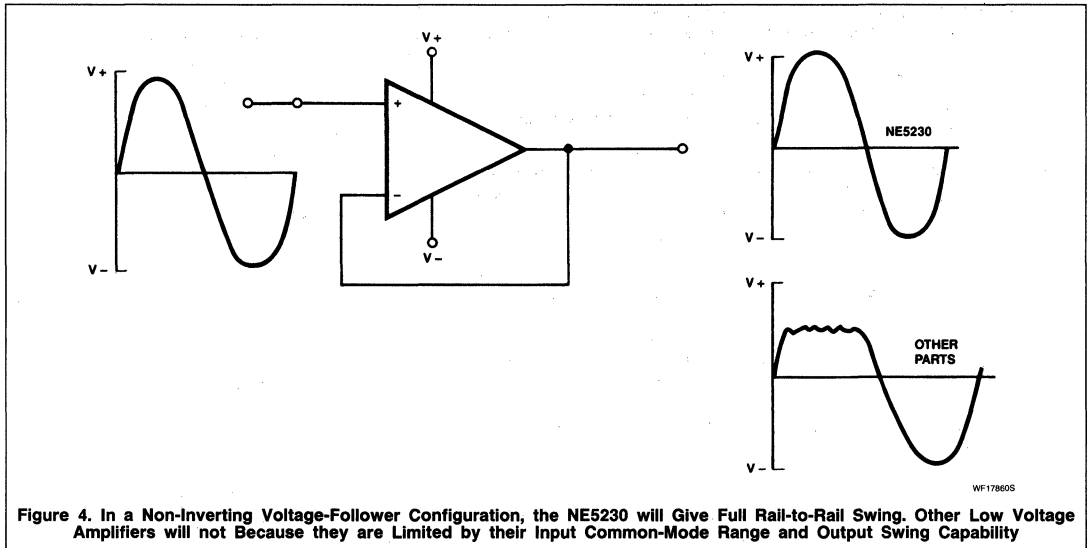 V+
V-
V+
+
-
V-
V+
NE5230
V-
V+
OTHER
PARTS
V-
WF17860S
Figure 4. In a Non-Inverting Voltage-Follower Configuration, the NE5230 will Give Full Rail-to-Rail Swing. Other Low Voltage
Amplifiers will not Because they are Limited by their Input Common-Mode Range and Output Swing Capability